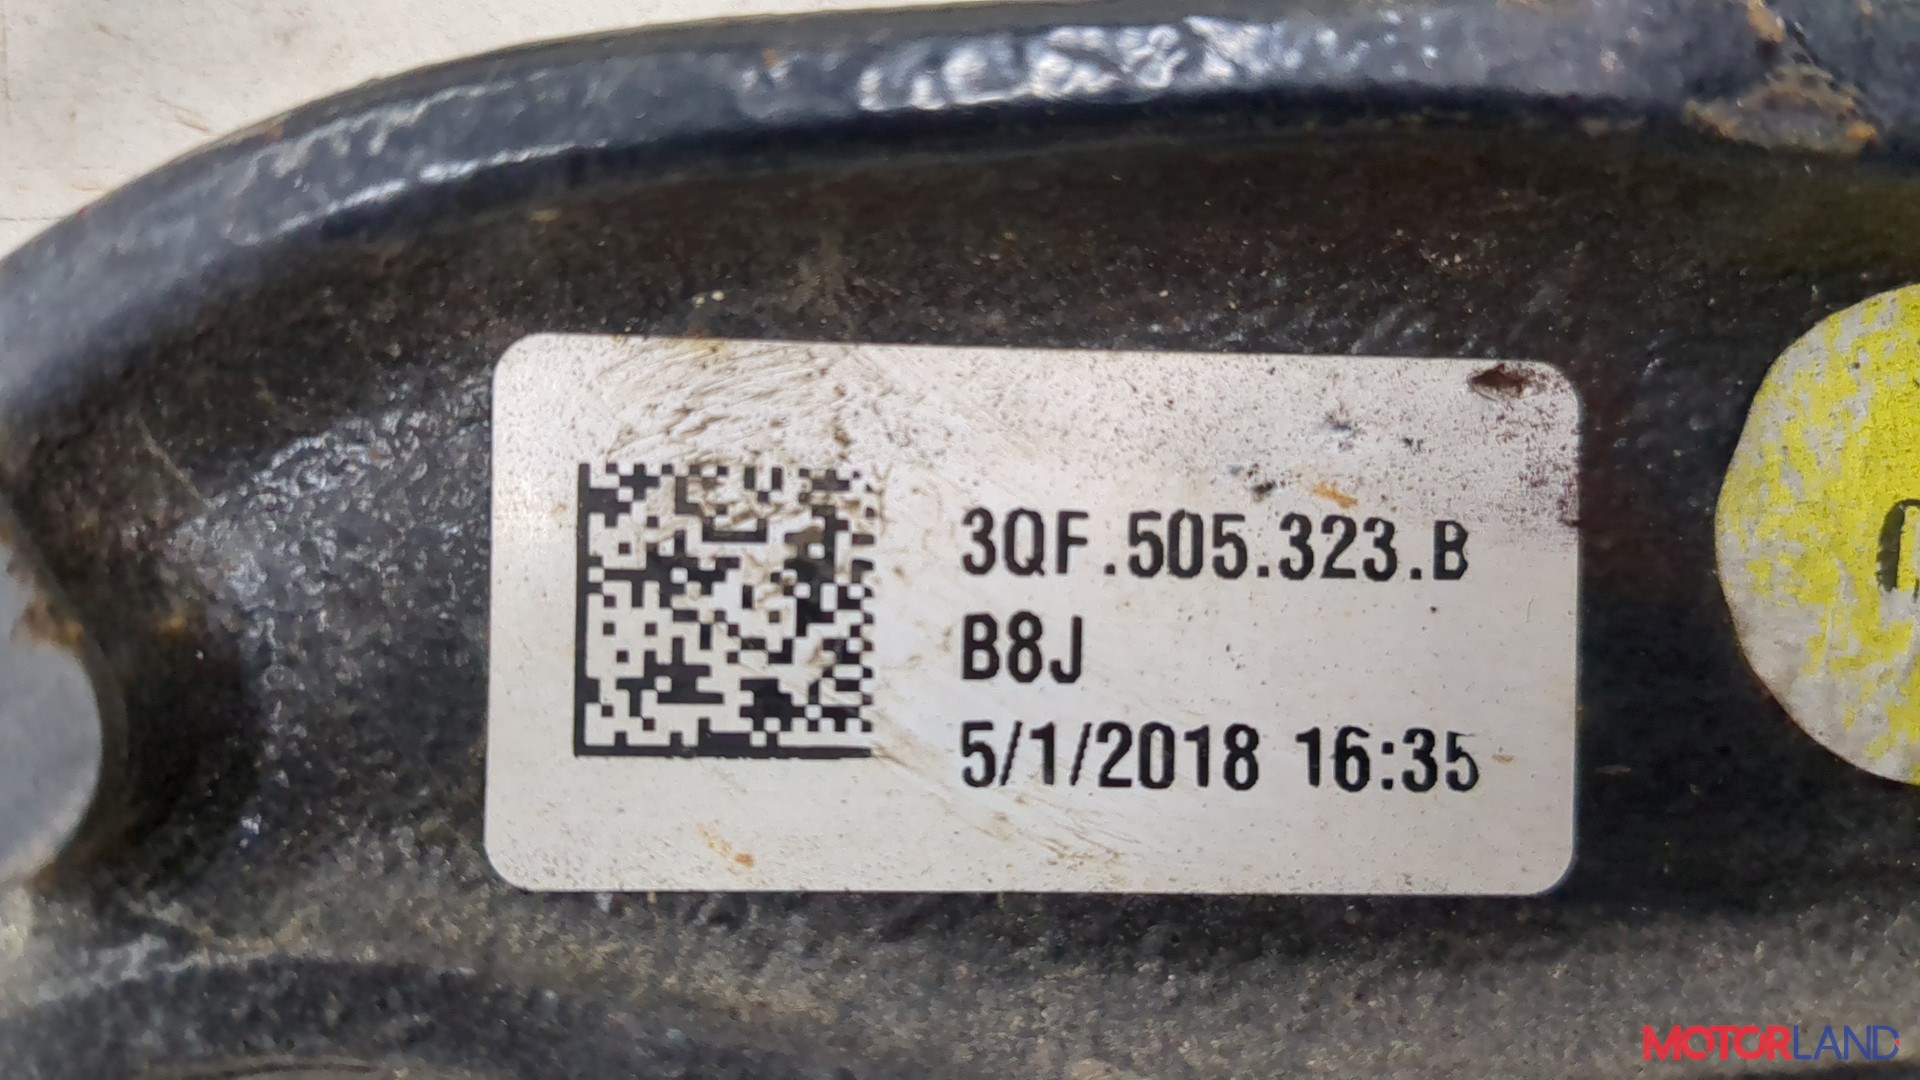 3QF.505.323.B
B8J
5/1/2018 16:35
MOTORLAND